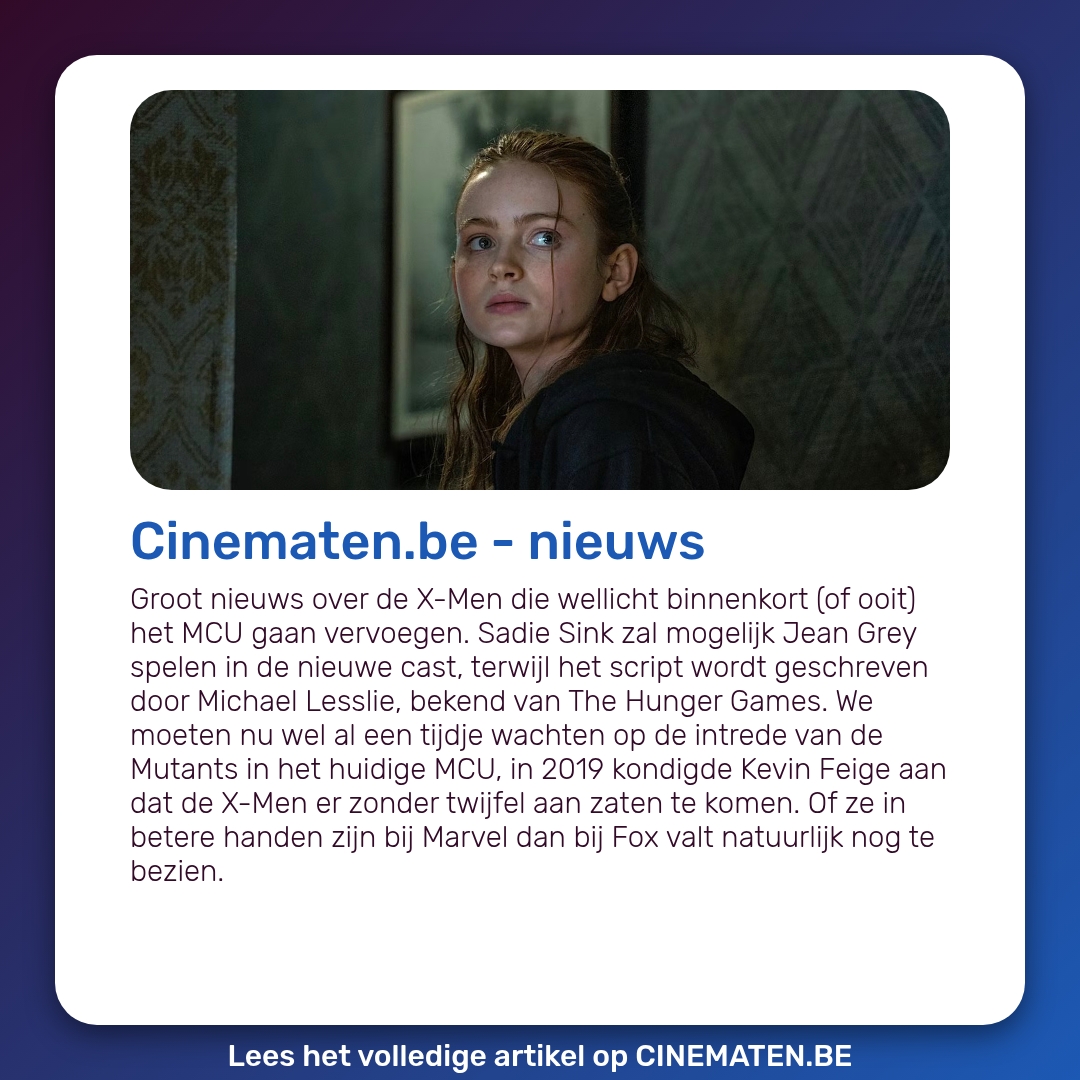 Cinematen.be - nieuws
Groot nieuws over de X-Men die wellicht binnenkort (of ooit)
het MCU gaan vervoegen. Sadie Sink zal mogelijk Jean Grey
spelen in de nieuwe cast, terwijl het script wordt geschreven
door Michael Lesslie, bekend van The Hunger Games. We
moeten nu wel al een tijdje wachten op de intrede van de
Mutants in het huidige MCU, in 2019 kondigde Kevin Feige aan
dat de X-Men er zonder twijfel aan zaten te komen. Of ze in
betere handen zijn bij Marvel dan bij Fox valt natuurlijk nog te
bezien.
Lees het volledige artikel op CINEMATEN.BE